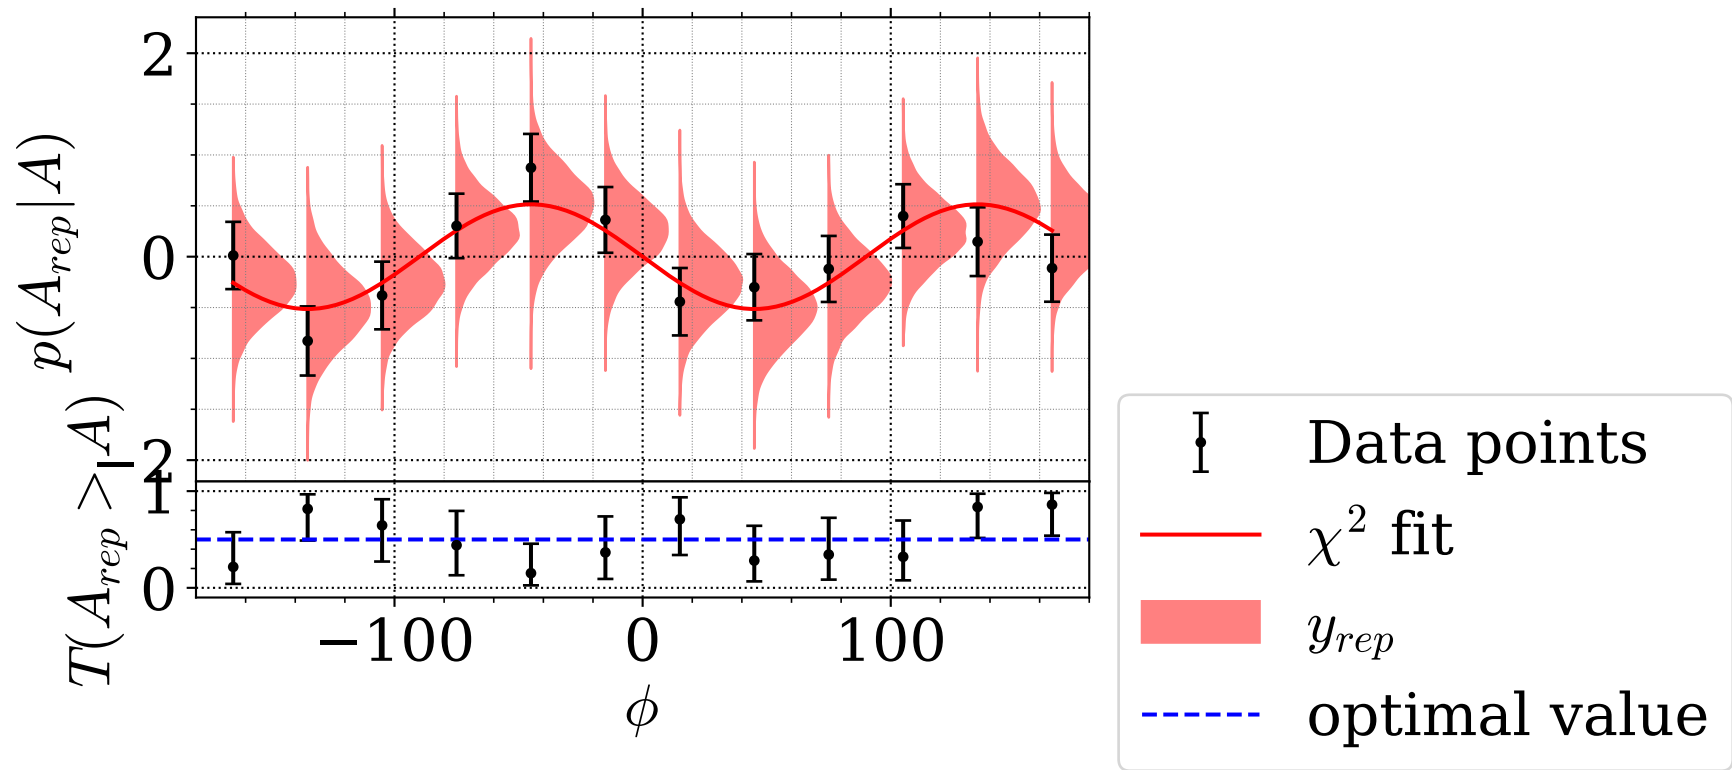 2
0
−2
p(A_rep|A)
1
0
T(A_rep > A)
−100 0 100
ϕ
Data points
χ² fit
y_rep
optimal value